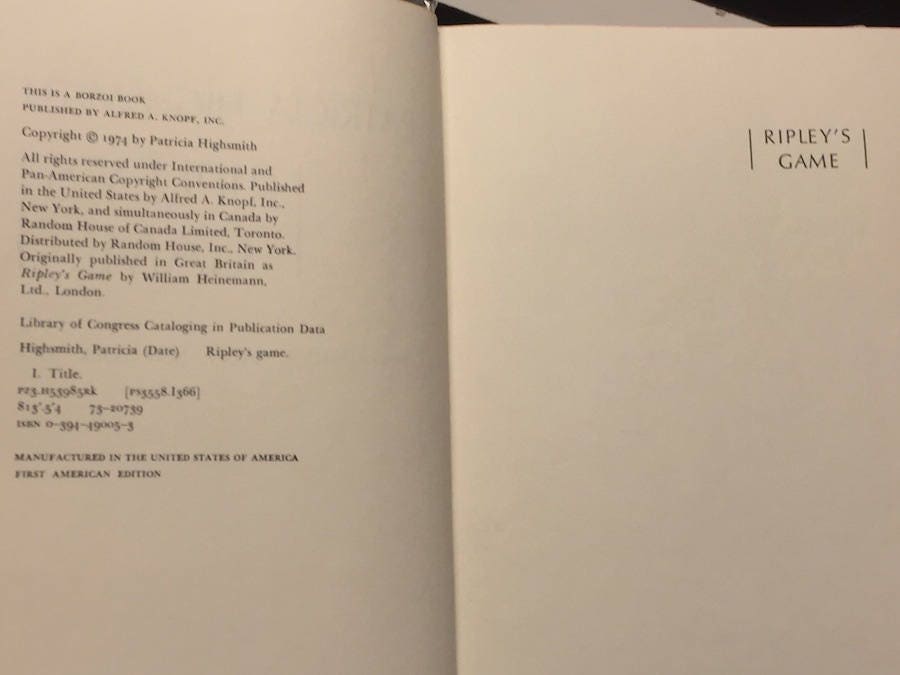 THIS IS A BORZOI BOOK
PUBLISHED BY ALFRED A. KNOPF, INC.
Copyright © 1974 by Patricia Highsmith
All rights reserved under International and
Pan-American Copyright Conventions. Published
in the United States by Alfred A. Knopf, Inc.,
New York, and simultaneously in Canada by
Random House of Canada Limited, Toronto.
Distributed by Random House, Inc., New York.
Originally published in Great Britain as
Ripley's Game by William Heinemann,
Ltd., London.
Library of Congress Cataloging in Publication Data
Highsmith, Patricia (Date) Ripley's game.
I. Title.
PZ3.H53985Rk [PS3558.I366]
813'.5'4 73-20739
ISBN 0-394-49005-3
MANUFACTURED IN THE UNITED STATES OF AMERICA
FIRST AMERICAN EDITION
RIPLEY'S
GAME